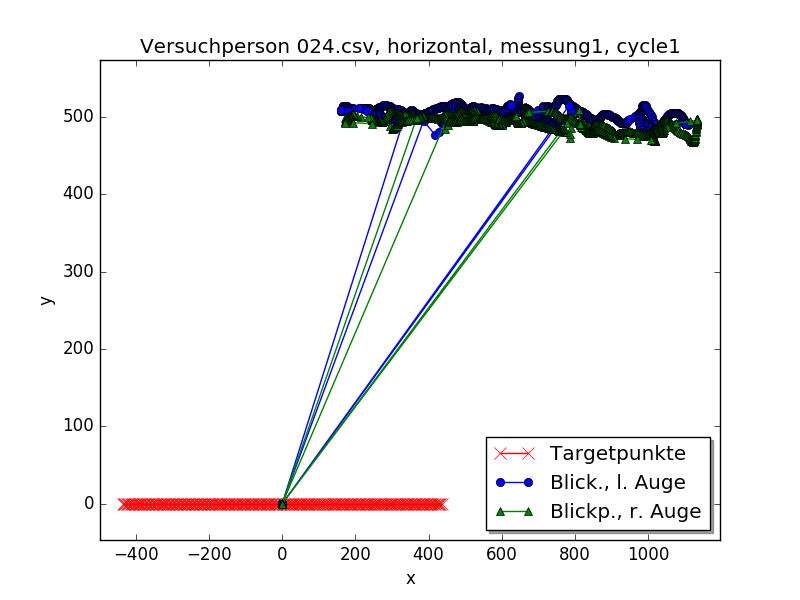 Versuchperson 024.csv, horizontal, messung1, cycle1
500
400
300
200
100
0
y
−400 −200 0 200 400 600 800 1000
x
Targetpunkte
Blick., l. Auge
Blickp., r. Auge